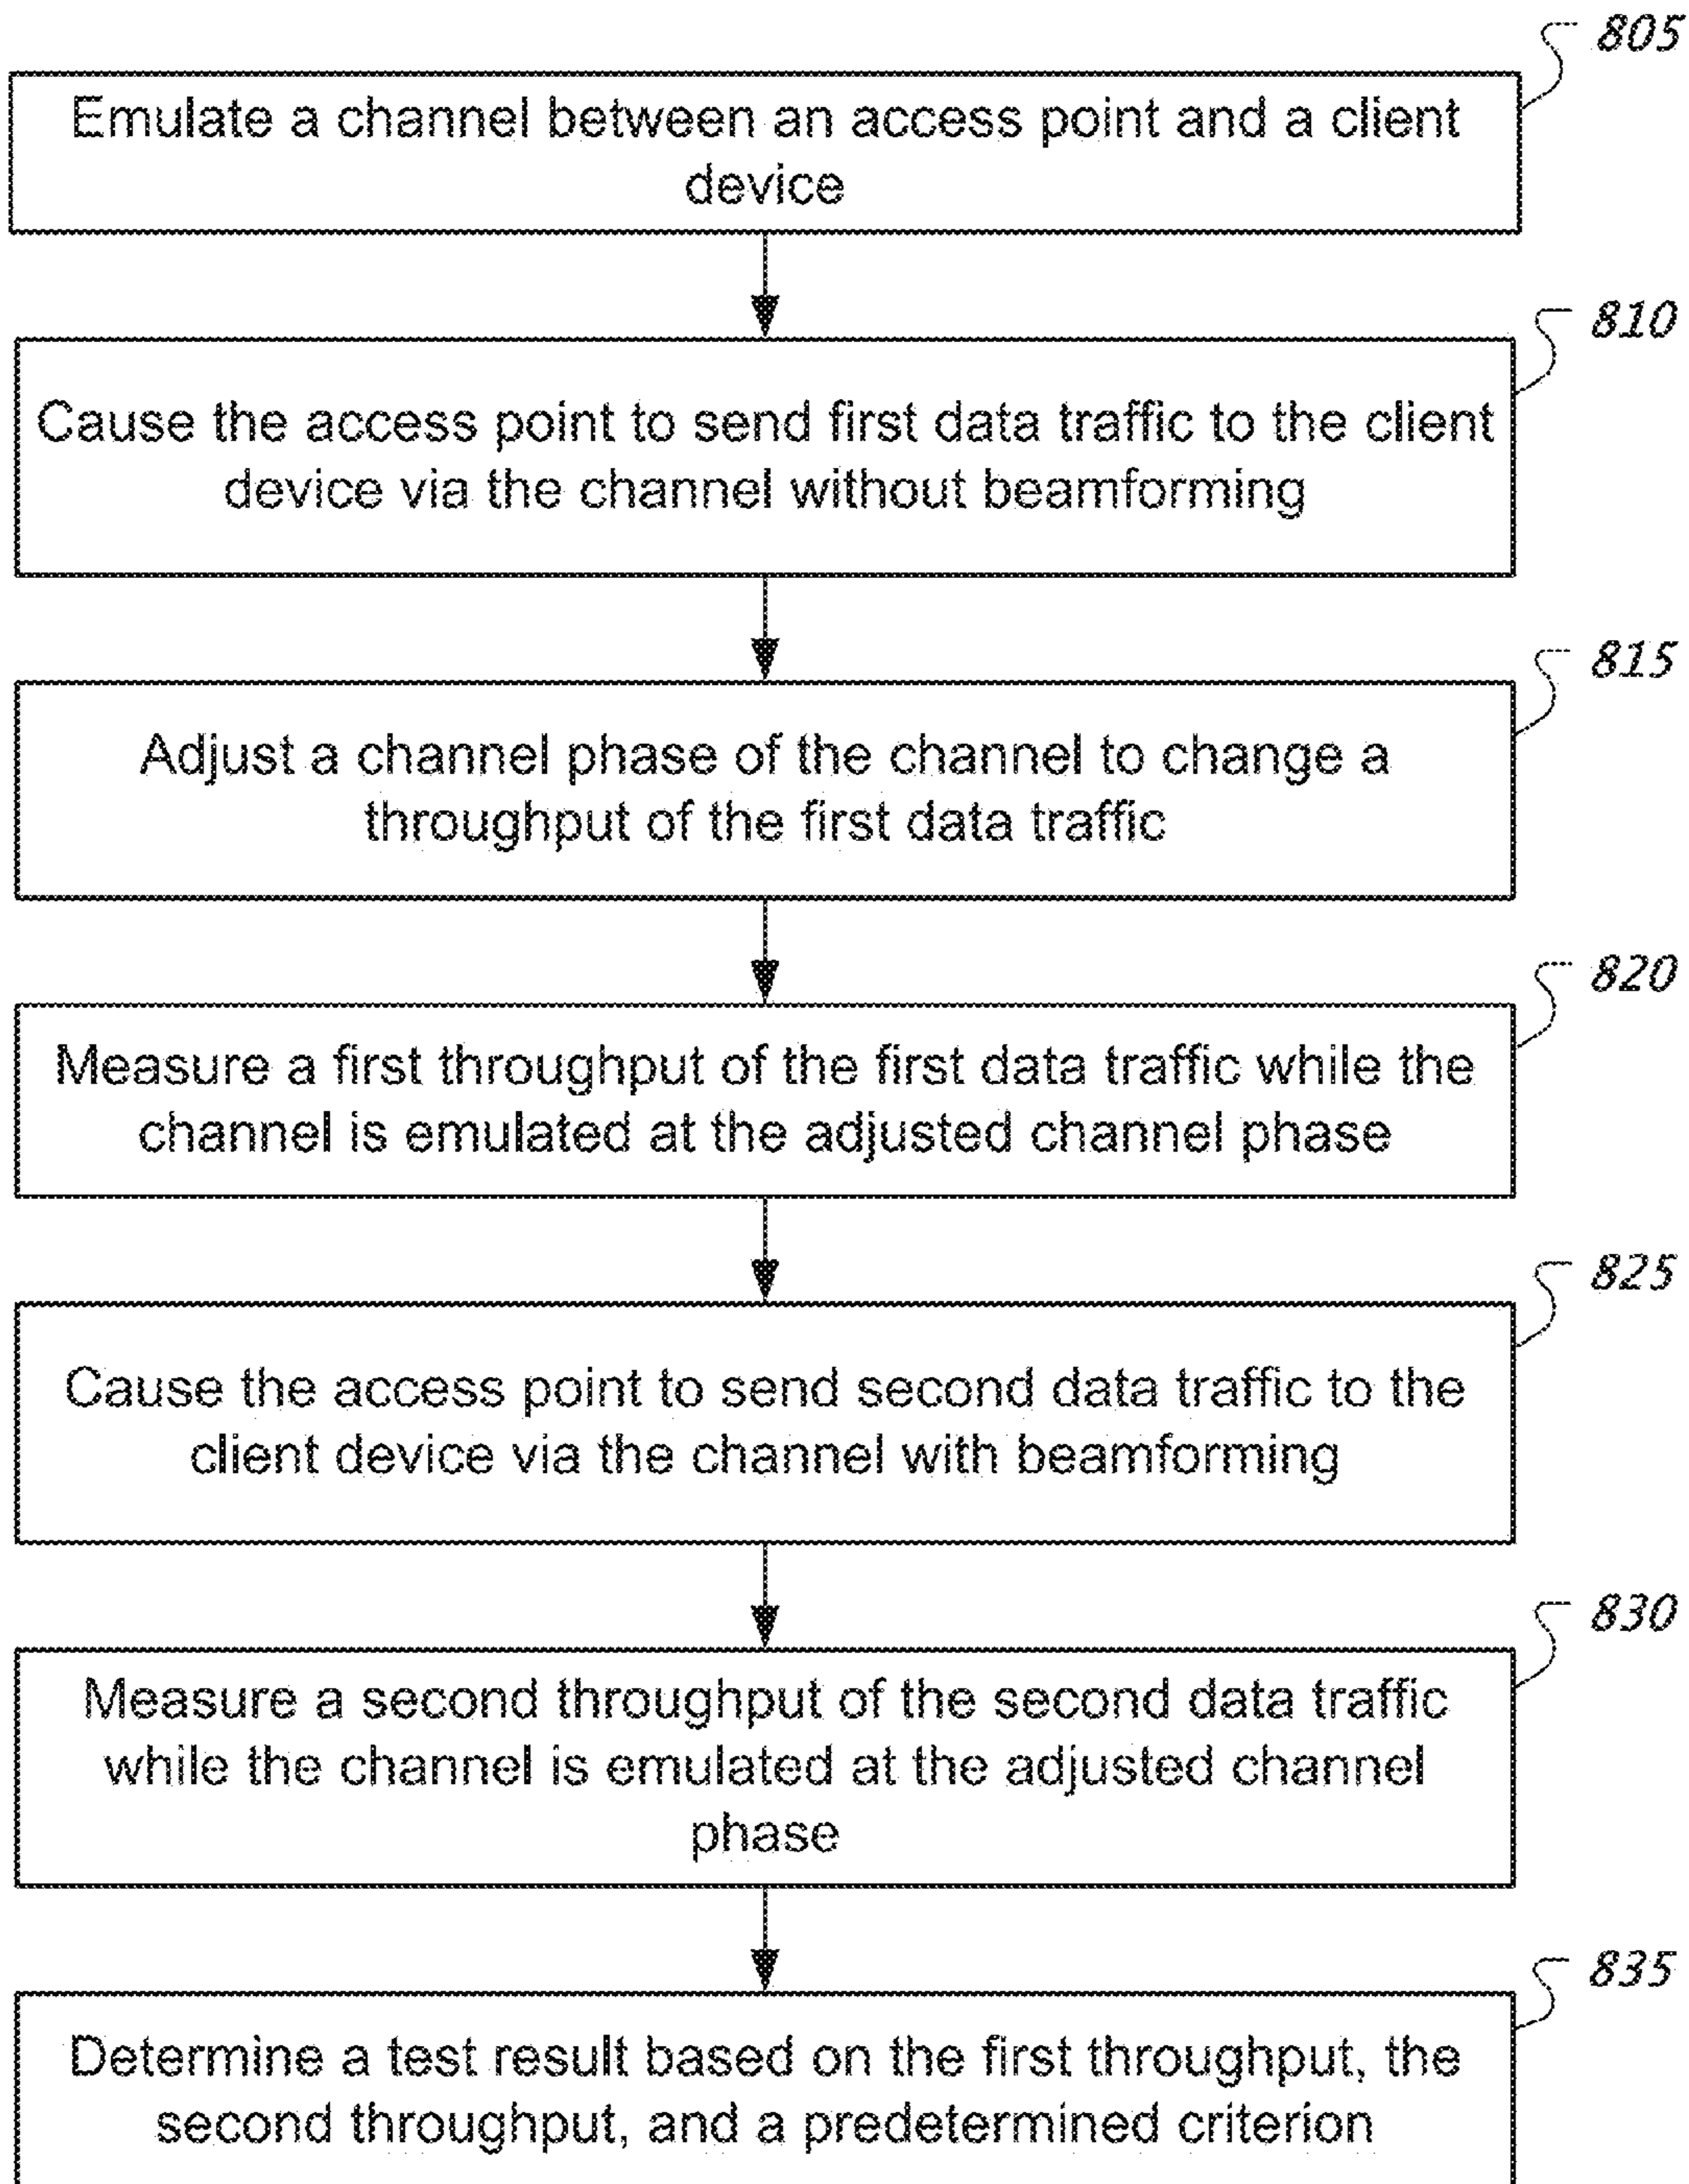 805
Emulate a channel between an access point and a client
device
810
Cause the access point to send first data traffic to the client
device via the channel without beamforming
815
Adjust a channel phase of the channel to change a
throughput of the first data traffic
820
Measure a first throughput of the first data traffic while the
channel is emulated at the adjusted channel phase
825
Cause the access point to send second data traffic to the
client device via the channel with beamforming
830
Measure a second throughput of the second data traffic
while the channel is emulated at the adjusted channel
phase
835
Determine a test result based on the first throughput, the
second throughput, and a predetermined criterion